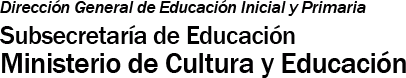 Dirección General de Educación Inicial y Primaria
Subsecretaría de Educación
Ministerio de Cultura y Educación